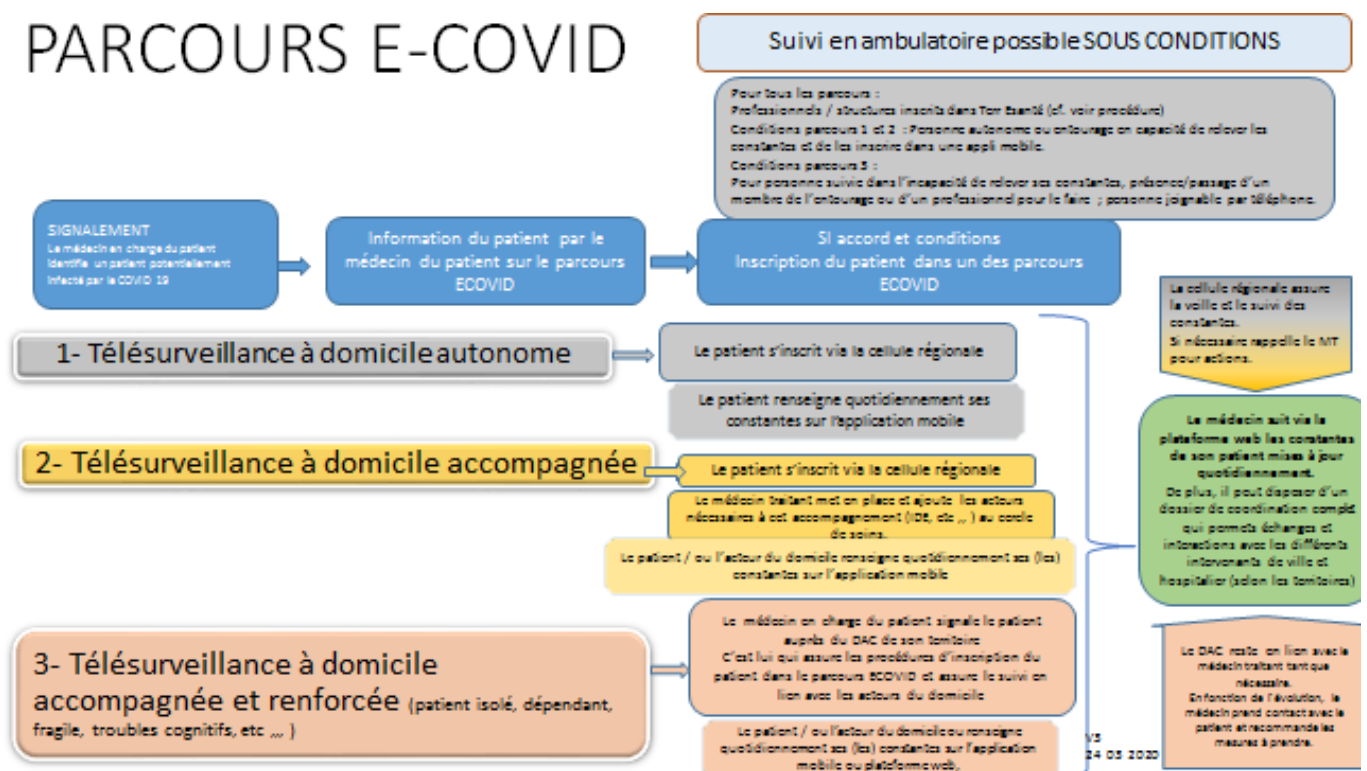 PARCOURS E-COVID
Suivi en ambulatoire possible SOUS CONDITIONS
Pour tous les parcours :
Professionnels / structures inscrits dans Terr Esanté (cf. voir procédure)
Conditions parcours 1 et 2 : Personne autonome ou entourage en capacité de relever les
constantes et de les inscrire dans une appli mobile.
Conditions parcours 3 :
Pour personne suivie dans l'incapacité de relever ses constantes, présence/passage d'un
membre de l'entourage ou d'un professionnel pour le faire ; personne joignable par téléphone.
SIGNALEMENT
Le médecin en charge du patient
Identifie un patient potentiellement
Infecté par le COVID 19
Information du patient par le
médecin du patient sur le parcours
ECOVID
SI accord et conditions
Inscription du patient dans un des parcours
ECOVID
La cellule régionale assure
la veille et le suivi des
constantes.
Si nécessaire rappelle le MT
pour actions.
1- Télésurveillance à domicile autonome
Le patient s'inscrit via la cellule régionale
Le patient renseigne quotidiennement ses
constantes sur l'application mobile
2- Télésurveillance à domicile accompagnée
Le patient s'inscrit via la cellule régionale
Le médecin traitant met en place et ajoute les acteurs
nécessaires à cet accompagnement (IDE, etc ,,, ) au cercle
de soins.
Le patient / ou l'acteur du domicile renseigne quotidiennement ses (les)
constantes sur l'application mobile
Le médecin suit via la
plateforme web les constantes
de son patient mises à jour
quotidiennement.
De plus, il peut disposer d'un
dossier de coordination complet
qui permets échanges et
interactions avec les différents
intervenants de ville et
hospitalier (selon les territoires)
3- Télésurveillance à domicile
accompagnée et renforcée (patient isolé, dépendant,
fragile, troubles cognitifs, etc ,,, )
Le médecin en charge du patient signale le patient
auprès du DAC de son territoire
C'est lui qui assure les procédures d'inscription du
patient dans le parcours ECOVID et assure le suivi en
lien avec les acteurs du domicile
Le patient / ou l'acteur du domicile ou renseigne
quotidiennement ses (les) constantes sur l'application
mobile ou plateforme web,
Le DAC reste en lien avec le
médecin traitant tant que
nécessaire.
En fonction de l'évolution, le
médecin prend contact avec le
patient et recommande les
mesures à prendre.
V3
24 03 2020